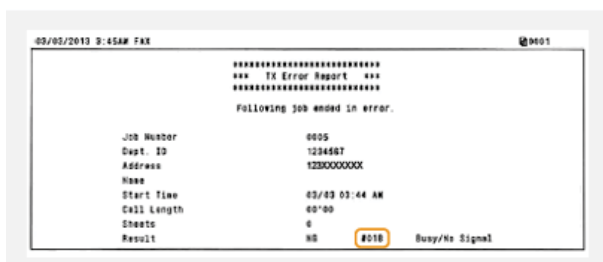 03/03/2013 3:45AM FAX 0001
***************************
*** TX Error Report ***
***************************
Following job ended in error.
Job Number 0005
Dept. ID 1234567
Address 123XXXXXXX
Name
Start Time 03/03 03:44 AM
Call Length 00'00
Sheets 0
Result NG #018 Busy/No Signal